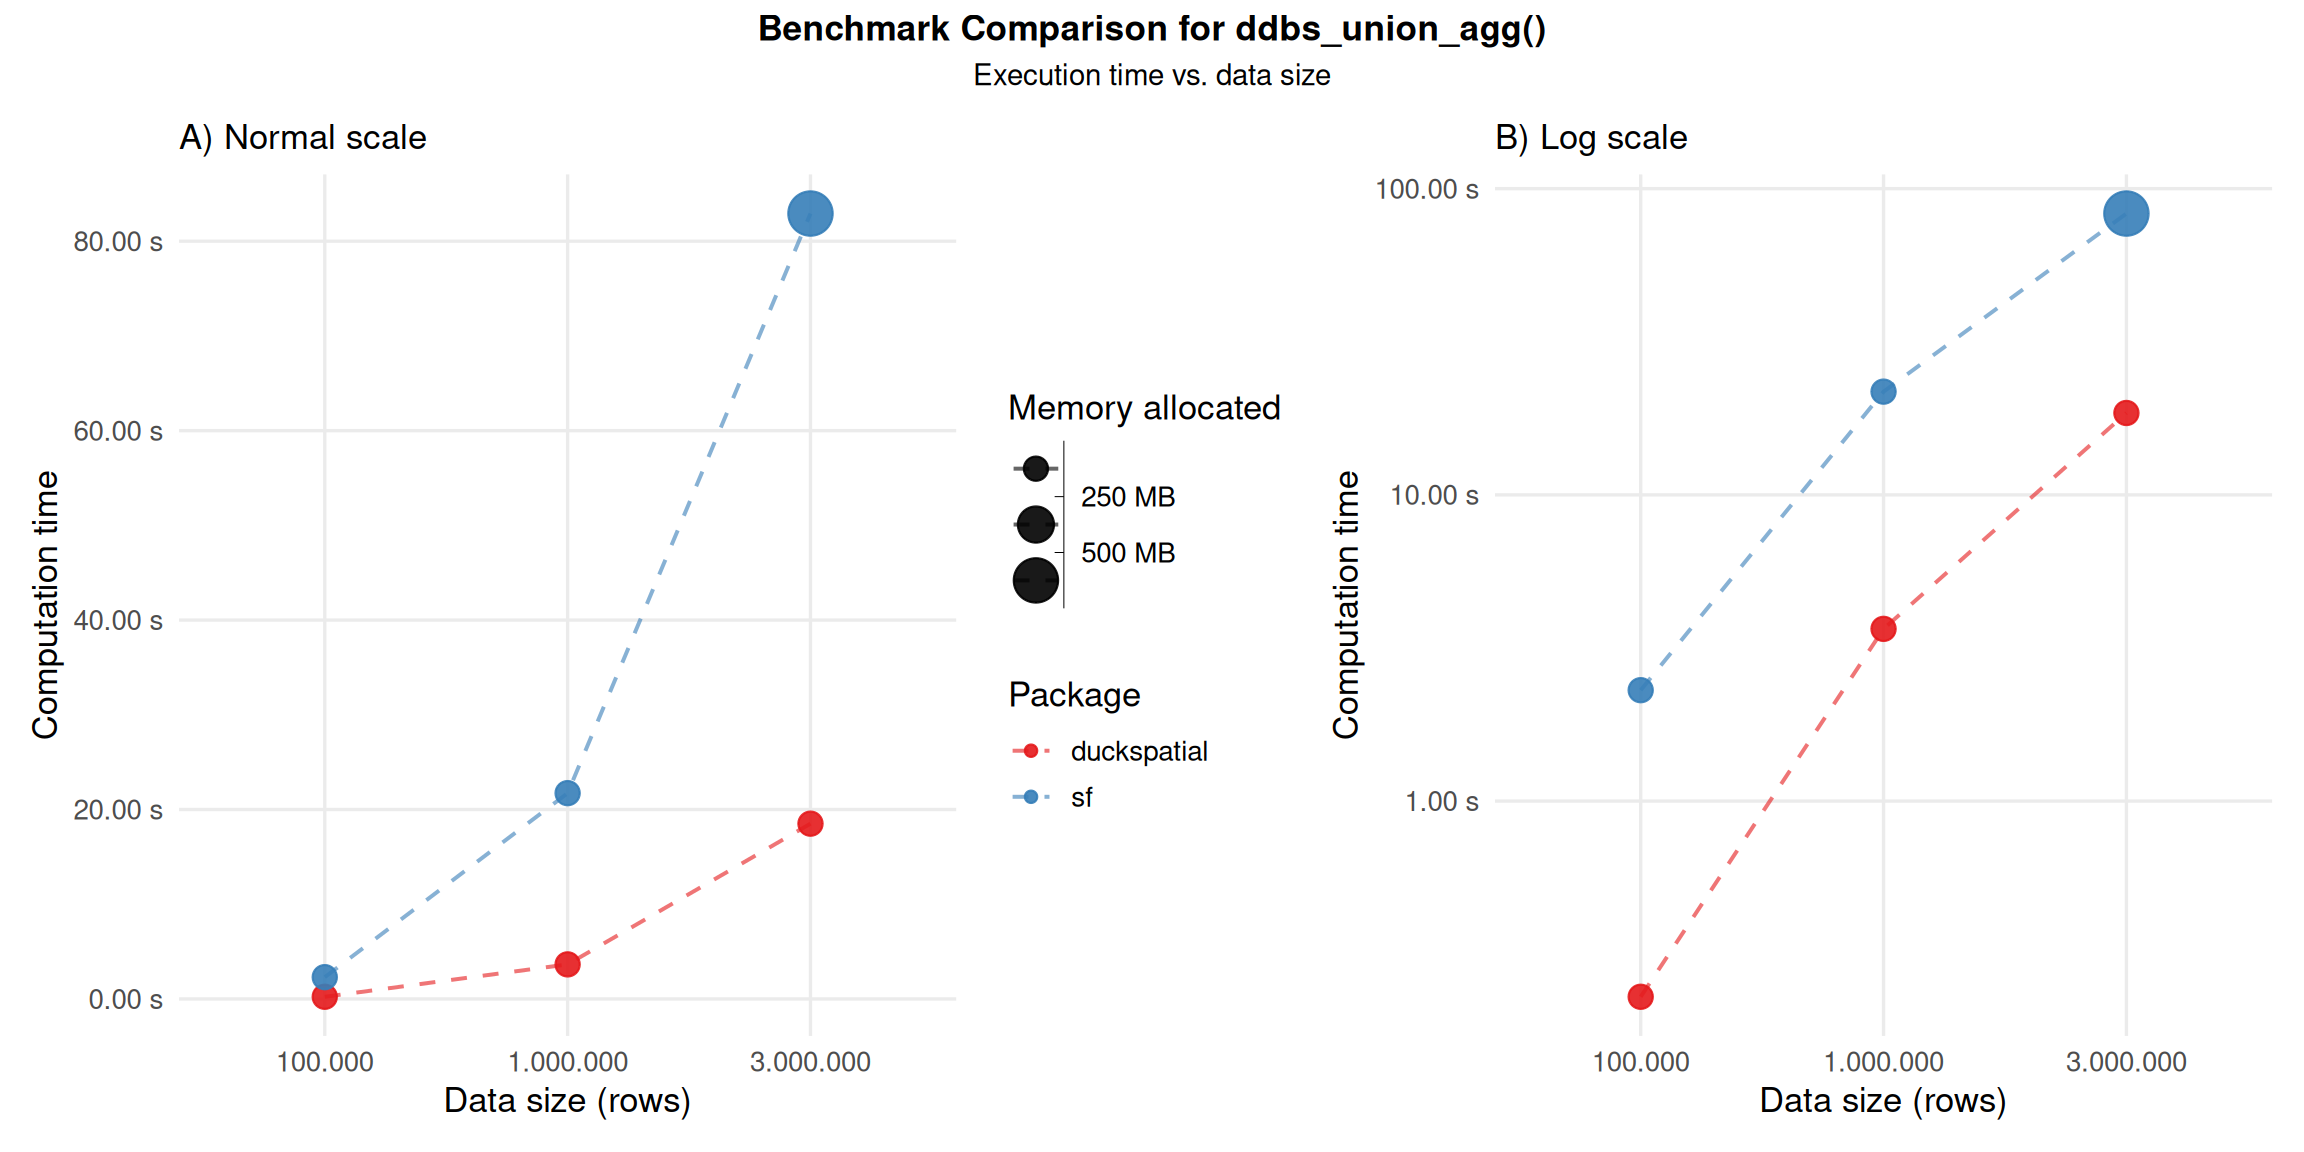 Benchmark Comparison for ddbs_union_agg()
Execution time vs. data size
A) Normal scale
80.00 s
60.00 s
40.00 s
20.00 s
0.00 s
Computation time
100.000
1.000.000
3.000.000
Data size (rows)
Memory allocated
250 MB
500 MB
Package
duckspatial
sf
B) Log scale
100.00 s
10.00 s
1.00 s
Computation time
100.000
1.000.000
3.000.000
Data size (rows)